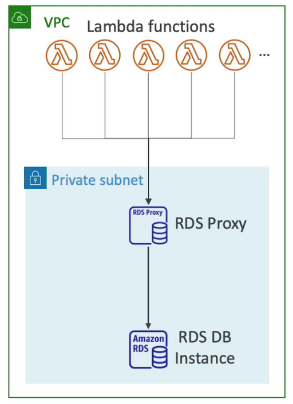 VPC
Lambda functions
...
Private subnet
RDS Proxy
RDS Proxy
Amazon
RDS
RDS DB
Instance